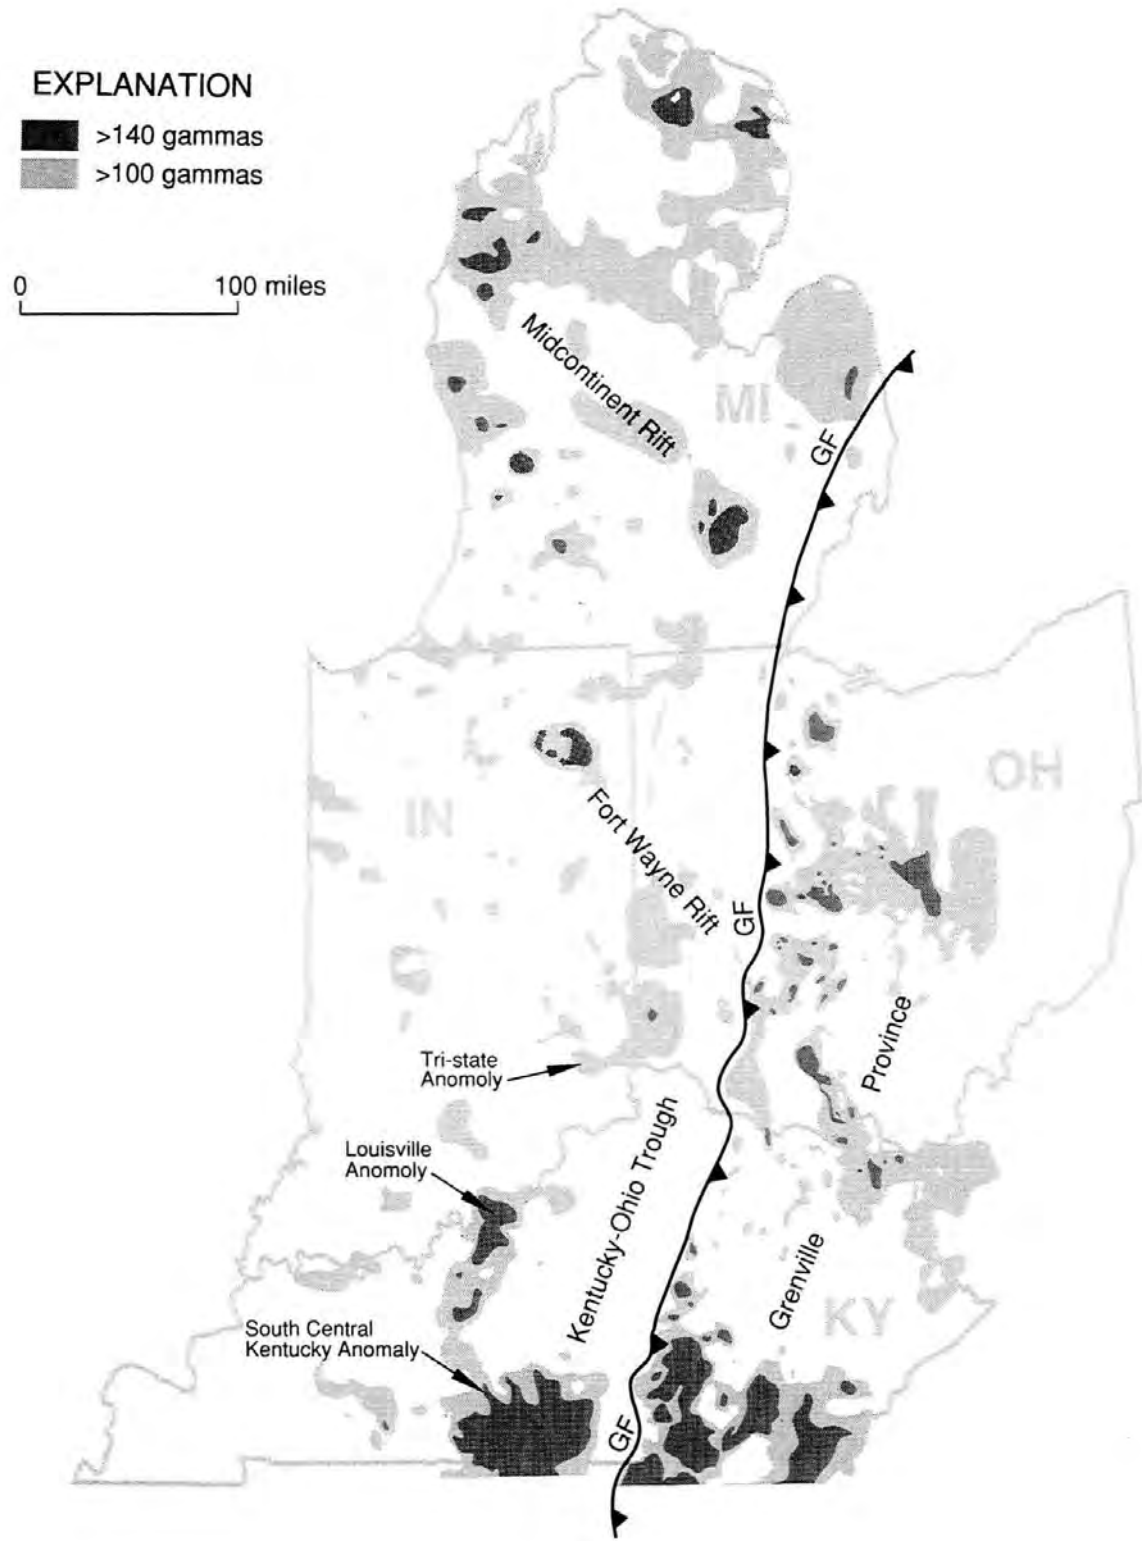 EXPLANATION
>140 gammas
>100 gammas
0 100 miles
Midcontinent Rift
MI
GF
OH
IN
Fort Wayne Rift
GF
Province
Tri-state
Anomoly
Louisville
Anomoly
Kentucky-Ohio Trough
Grenville
KY
South Central
Kentucky Anomaly
GF